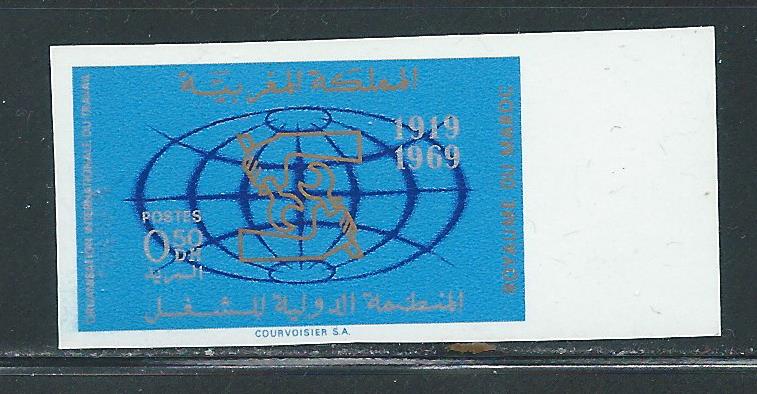 المملكة المغربية
1919
1969
ORGANISATION INTERNATIONALE DU TRAVAIL
ROYAUME DU MAROC
POSTES
0,50
DH
البريد
المنظمة الدولية للشغل
COURVOISIER S.A.